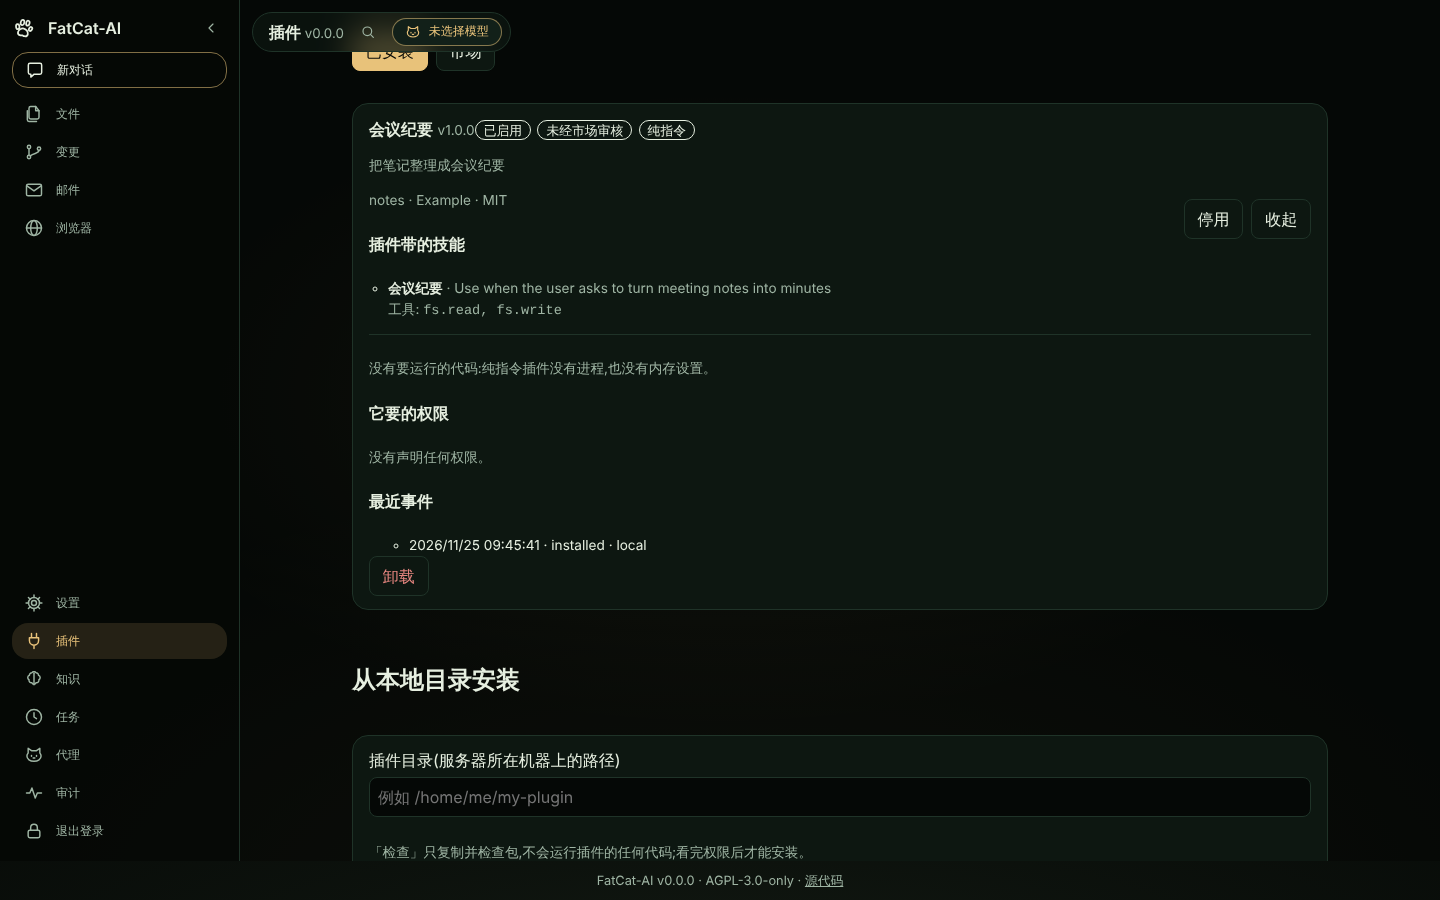 FatCat-AI
新对话
文件
变更
邮件
浏览器
设置
插件
知识
任务
代理
审计
退出登录
插件 v0.0.0
未选择模型
已安装
市场
会议纪要 v1.0.0 已启用 未经市场审核 纯指令
把笔记整理成会议纪要
notes · Example · MIT
停用
收起
插件带的技能
会议纪要 · Use when the user asks to turn meeting notes into minutes
工具: fs.read, fs.write
没有要运行的代码:纯指令插件没有进程,也没有内存设置。
它要的权限
没有声明任何权限。
最近事件
2026/11/25 09:45:41 · installed · local
卸载
从本地目录安装
插件目录(服务器所在机器上的路径)
例如 /home/me/my-plugin
「检查」只复制并检查包,不会运行插件的任何代码;看完权限后才能安装。
FatCat-AI v0.0.0 · AGPL-3.0-only · 源代码